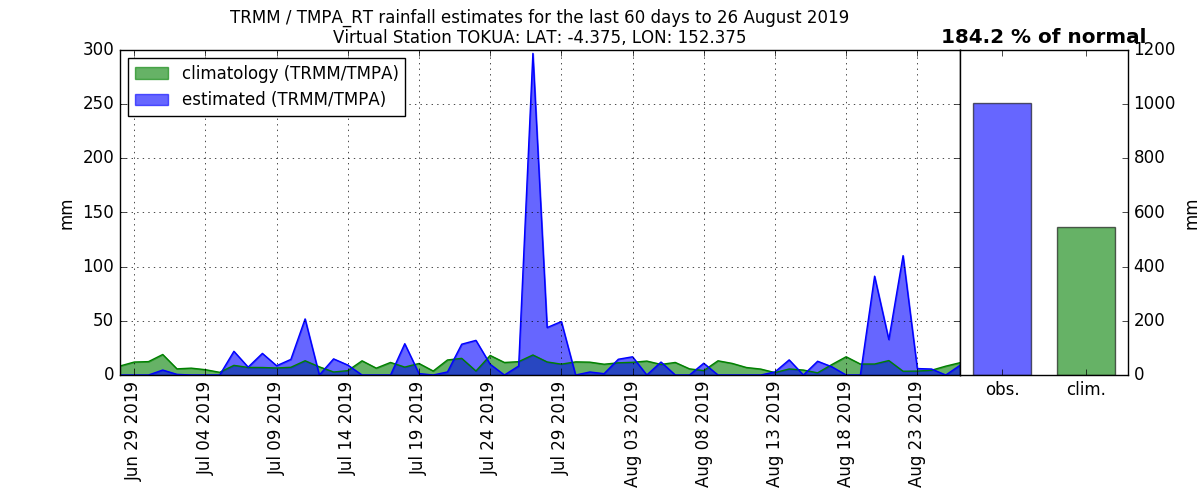 TRMM / TMPA_RT rainfall estimates for the last 60 days to 26 August 2019
Virtual Station TOKUA: LAT: -4.375, LON: 152.375
184.2 % of normal
climatology (TRMM/TMPA)
estimated (TRMM/TMPA)
300
250
200
150
100
50
0
mm
Jun 29 2019
Jul 04 2019
Jul 09 2019
Jul 14 2019
Jul 19 2019
Jul 24 2019
Jul 29 2019
Aug 03 2019
Aug 08 2019
Aug 13 2019
Aug 18 2019
Aug 23 2019
1200
1000
800
600
400
200
0
mm
obs.
clim.